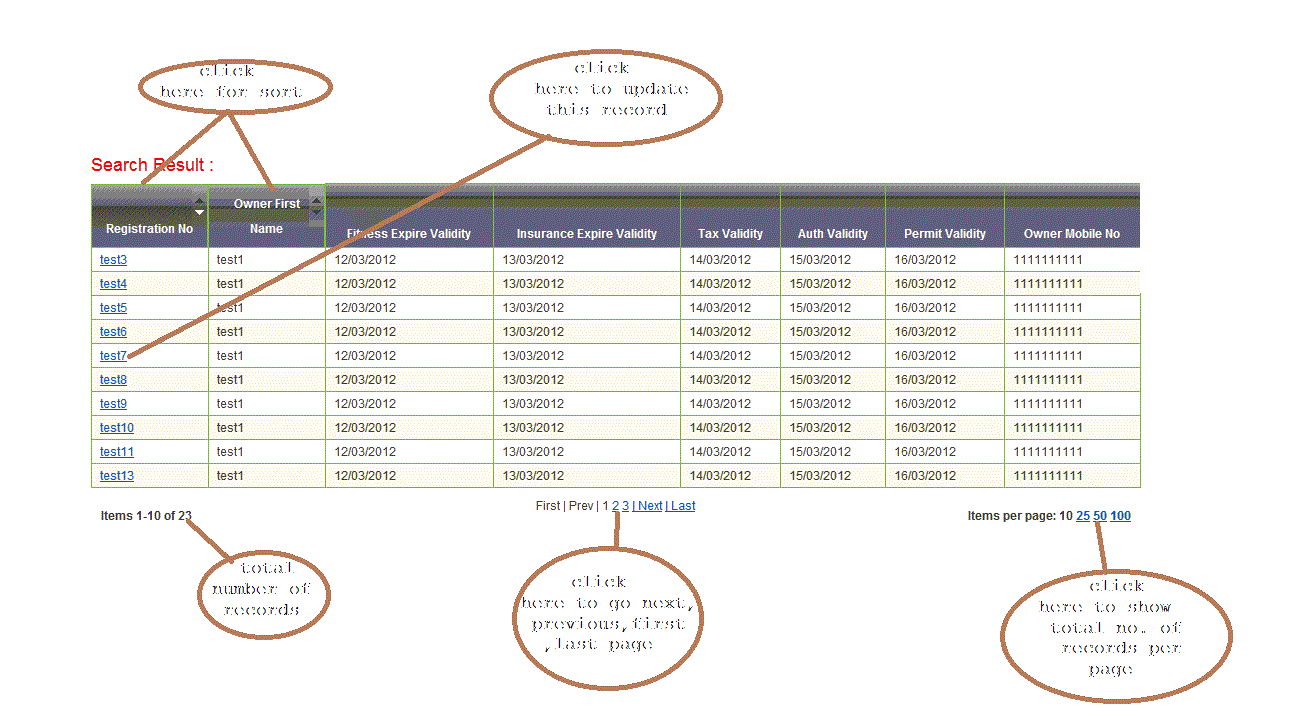 click
here for sort
click
here to update
this record
Search Result :
Registration No Owner First Name Fitness Expire Validity Insurance Expire Validity Tax Validity Auth Validity Permit Validity Owner Mobile No
test3 test1 12/03/2012 13/03/2012 14/03/2012 15/03/2012 16/03/2012 1111111111
test4 test1 12/03/2012 13/03/2012 14/03/2012 15/03/2012 16/03/2012 1111111111
test5 test1 12/03/2012 13/03/2012 14/03/2012 15/03/2012 16/03/2012 1111111111
test6 test1 12/03/2012 13/03/2012 14/03/2012 15/03/2012 16/03/2012 1111111111
test7 test1 12/03/2012 13/03/2012 14/03/2012 15/03/2012 16/03/2012 1111111111
test8 test1 12/03/2012 13/03/2012 14/03/2012 15/03/2012 16/03/2012 1111111111
test9 test1 12/03/2012 13/03/2012 14/03/2012 15/03/2012 16/03/2012 1111111111
test10 test1 12/03/2012 13/03/2012 14/03/2012 15/03/2012 16/03/2012 1111111111
test11 test1 12/03/2012 13/03/2012 14/03/2012 15/03/2012 16/03/2012 1111111111
test13 test1 12/03/2012 13/03/2012 14/03/2012 15/03/2012 16/03/2012 1111111111
Items 1-10 of 23
First | Prev | 1 2 3 | Next | Last
Items per page: 10 25 50 100
total
number of
records
click
here to go next,
previous,first
,last page
click
here to show
total no. of
records per
page